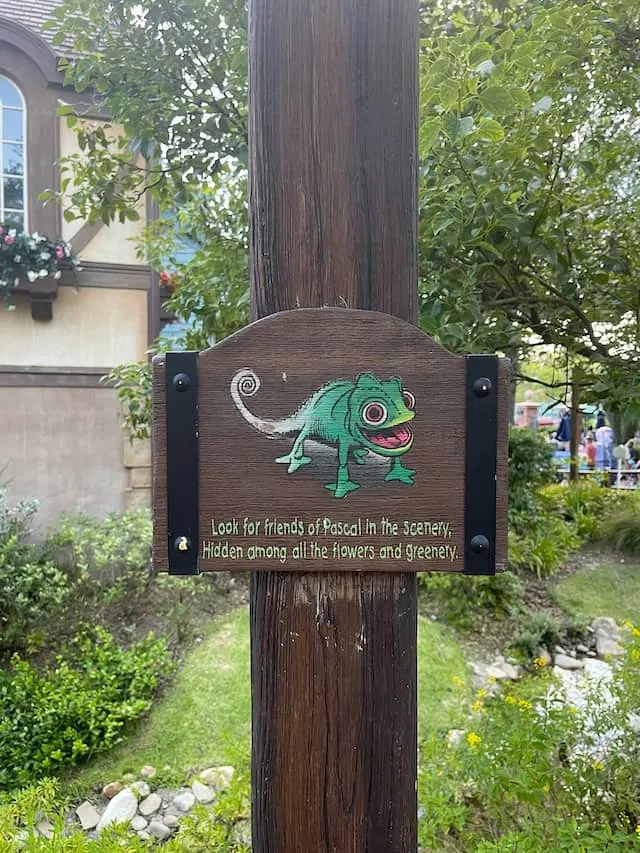 Look for friends of Pascal in the scenery,
Hidden among all the flowers and greenery.